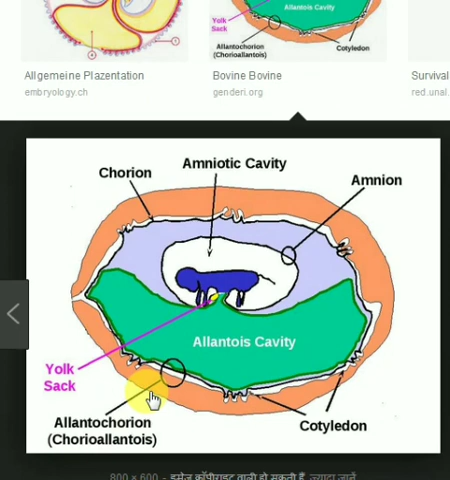 Allantois Cavity
Yolk
Sack
Allantochorion
(Chorioallantois)
Cotyledon
Allgemeine Plazentation
embryology.ch
Bovine Bovine
genderi.org
Survival
red.unal.
Amniotic Cavity
Chorion
Amnion
Allantois Cavity
Yolk
Sack
Allantochorion
(Chorioallantois)
Cotyledon
800 × 600 - इमेज कॉपीराइट वाली हो सकती हैं. ज़्यादा जानें